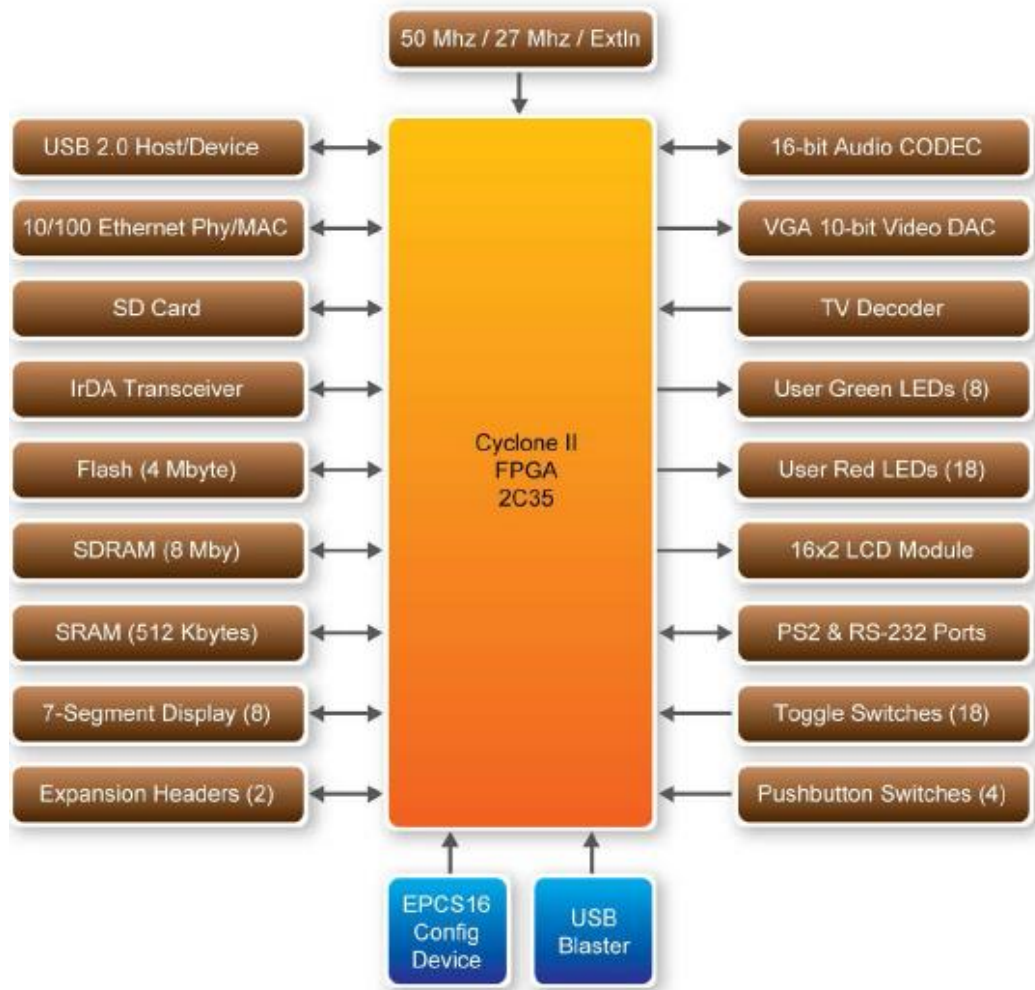 50 Mhz / 27 Mhz / ExtIn
USB 2.0 Host/Device
10/100 Ethernet Phy/MAC
SD Card
IrDA Transceiver
Flash (4 Mbyte)
SDRAM (8 Mby)
SRAM (512 Kbytes)
7-Segment Display (8)
Expansion Headers (2)
Cyclone II
FPGA
2C35
16-bit Audio CODEC
VGA 10-bit Video DAC
TV Decoder
User Green LEDs (8)
User Red LEDs (18)
16x2 LCD Module
PS2 & RS-232 Ports
Toggle Switches (18)
Pushbutton Switches (4)
EPCS16
Config
Device
USB
Blaster